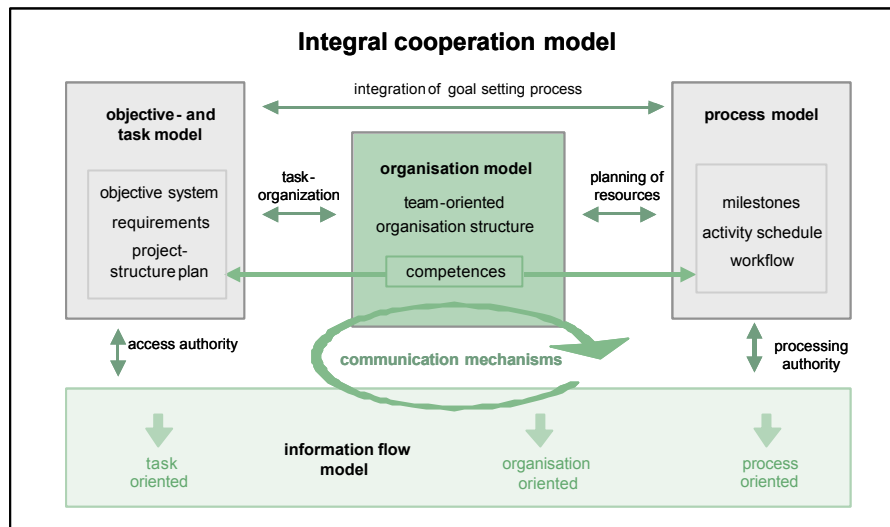 Integral cooperation model
integration of goal setting process
objective - and
task model
objective system
requirements
project-
structure plan
task-
organization
organisation model
team-oriented
organisation structure
competences
planning of
resources
process model
milestones
activity schedule
workflow
access authority
communication mechanisms
processing
authority
information flow
model
task
oriented
organisation
oriented
process
oriented